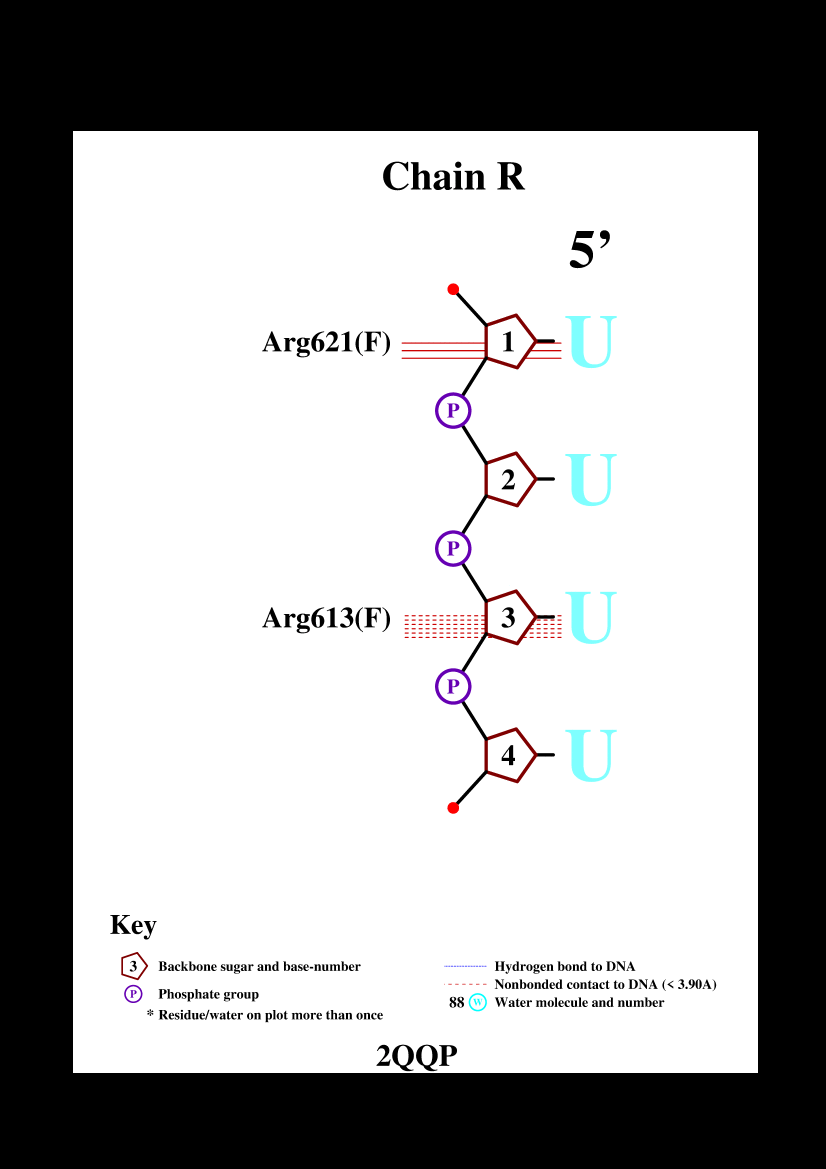 Chain R
5’
Arg621(F) 1 U
P
2 U
P
Arg613(F) 3 U
P
4 U
Key
3 Backbone sugar and base-number
P Phosphate group
* Residue/water on plot more than once
Hydrogen bond to DNA
Nonbonded contact to DNA (< 3.90A)
88 W Water molecule and number
2QQP